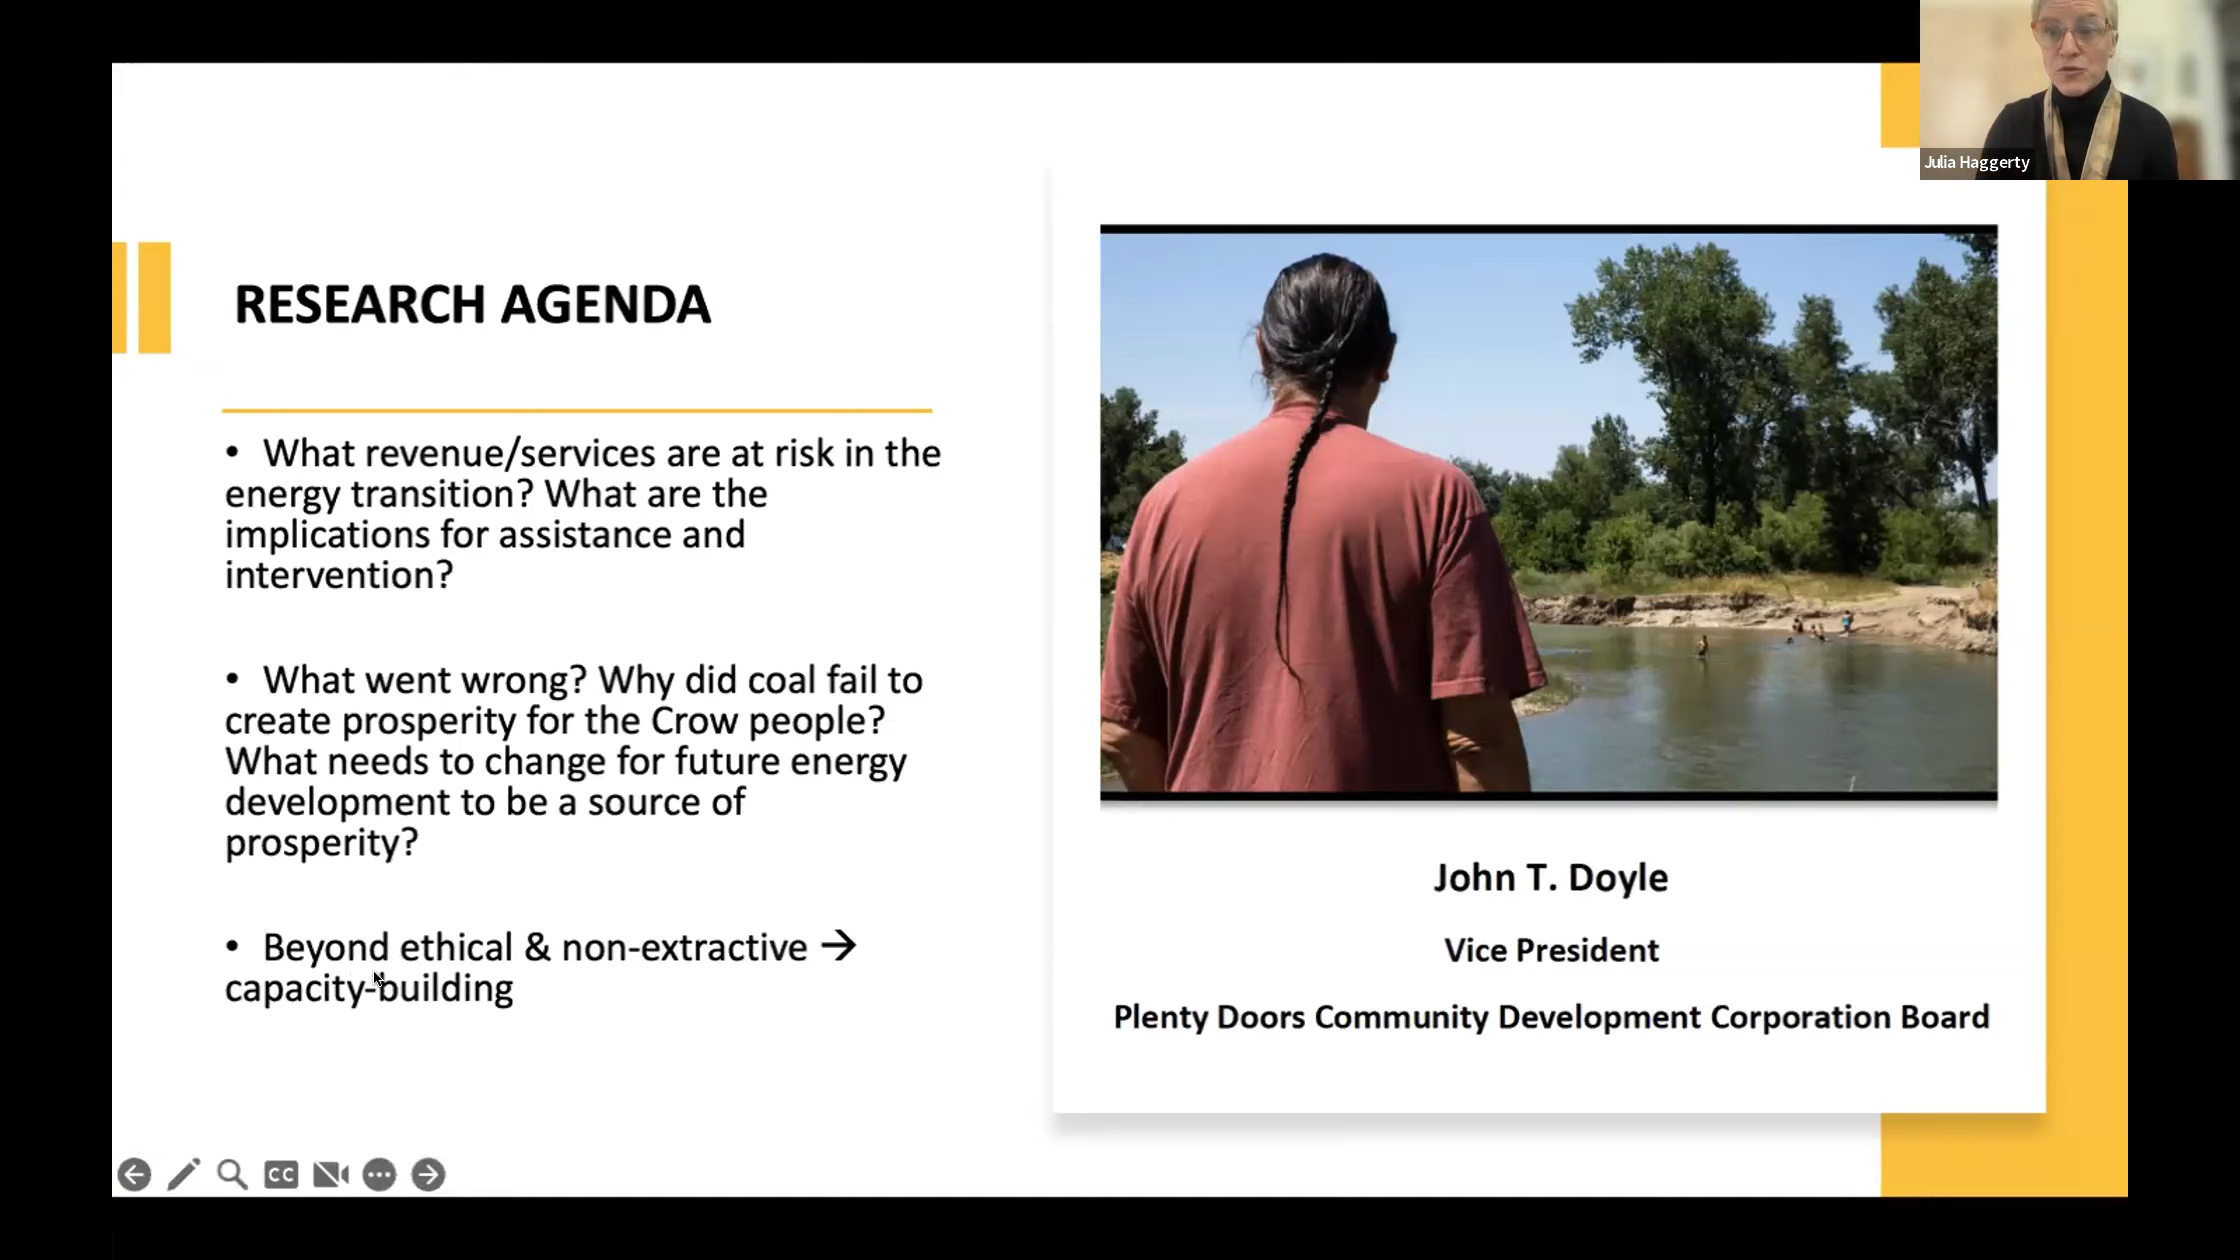 Julia Haggerty
RESEARCH AGENDA
• What revenue/services are at risk in the
energy transition? What are the
implications for assistance and
intervention?
• What went wrong? Why did coal fail to
create prosperity for the Crow people?
What needs to change for future energy
development to be a source of
prosperity?
• Beyond ethical & non-extractive →
capacity-building
John T. Doyle
Vice President
Plenty Doors Community Development Corporation Board
CC